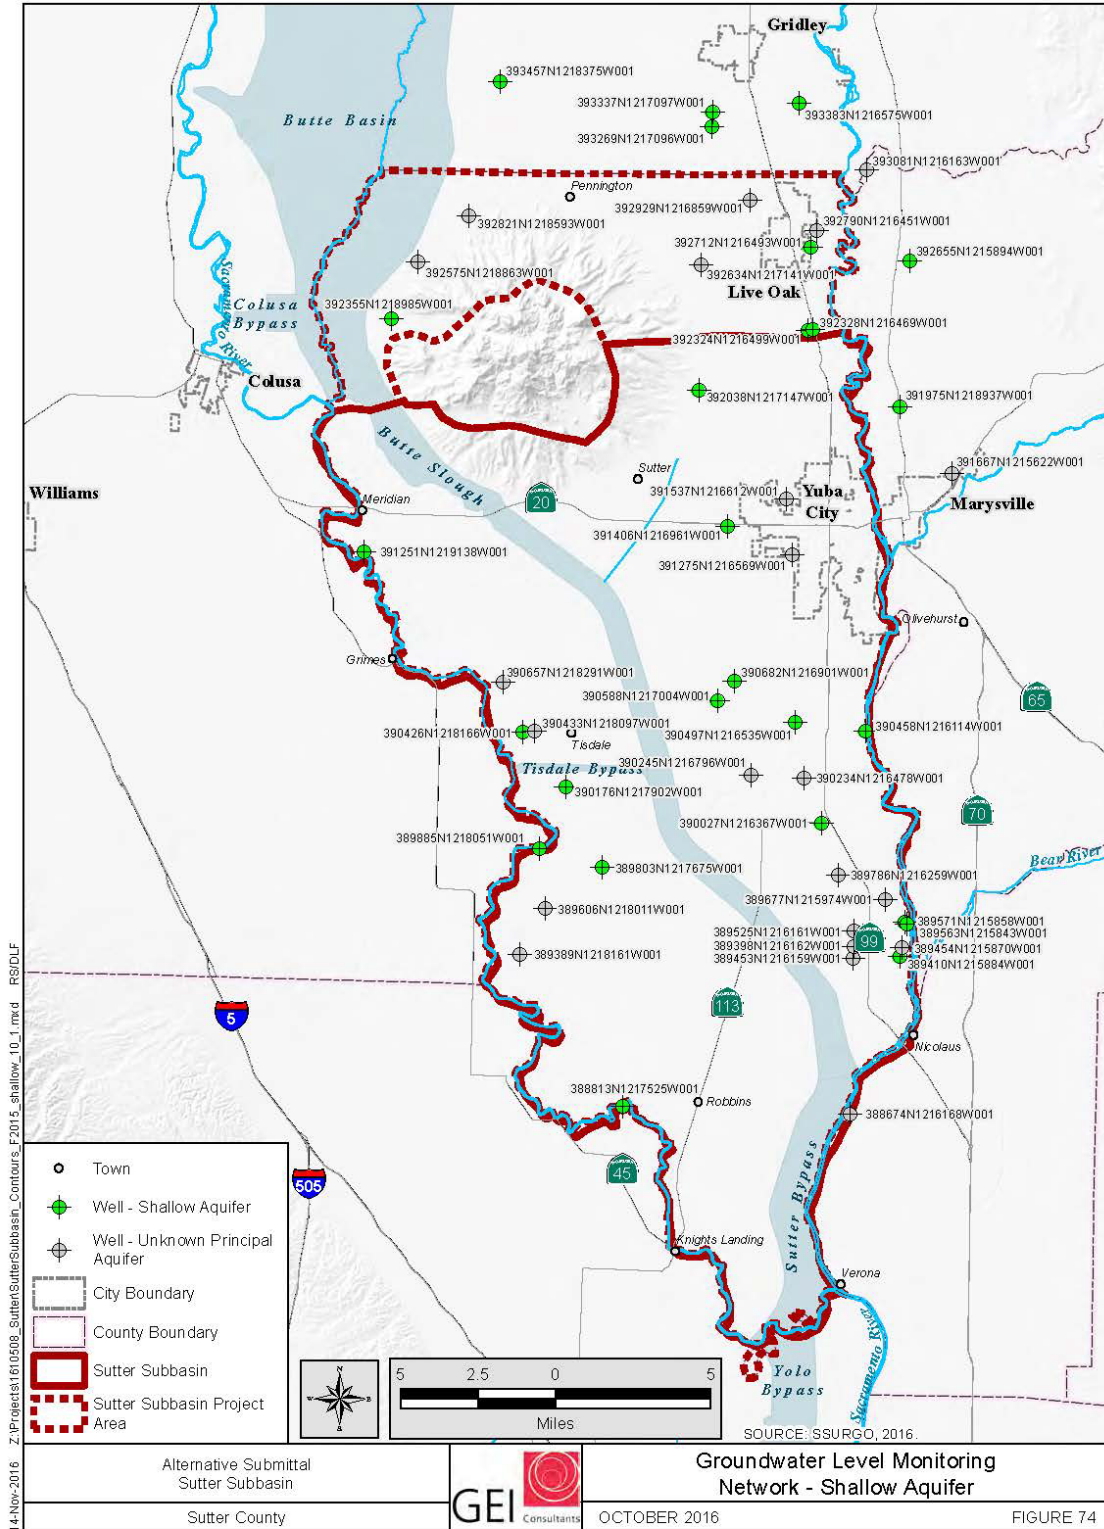 Gridley
393457N1218375W001
393337N1217097W001
393383N1216575W001
393269N1217096W001
Butte Basin
393081N1216163W001
Pennington
392929N1216859W001
392821N1218593W001
392790N1216451W001
392712N1216493W001
392655N1215894W001
392575N1218863W001
392634N1217141W001
Live Oak
Sacramento River
Colusa
Bypass
392355N1218985W001
392328N1216469W001
392324N1216499W001
Colusa
392038N1217147W001
391975N1218937W001
Butte Slough
Sutter
391667N1215622W001
Williams
391537N1216612W001
Yuba
City
Marysville
20
Meridian
391406N1216961W001
391251N1219138W001
391275N1216569W001
Olivehurst
Grimes
390657N1218291W001
390682N1216901W001
390588N1217004W001
65
390433N1218097W001
390426N1218166W001
Tisdale
390497N1216535W001
390458N1216114W001
Tisdale Bypass
390245N1216796W001
390234N1216478W001
390176N1217902W001
70
390027N1216367W001
389885N1218051W001
Bear River
389803N1217675W001
389786N1216259W001
389677N1215974W001
389606N1218011W001
389571N1215858W001
389525N1216161W001
389563N1215843W001
99
389398N1216162W001
389454N1215870W001
389389N1218161W001
389453N1216159W001
389410N1215884W001
5
113
Nicolaus
388813N1217525W001
Robbins
388674N1216168W001
45
505
Sutter Bypass
Knights Landing
Verona
Yolo
Bypass
Sacramento River
Town
Well - Shallow Aquifer
Well - Unknown Principal
Aquifer
City Boundary
County Boundary
Sutter Subbasin
Sutter Subbasin Project
Area
N
E
S
W
5 2.5 0 5
Miles
SOURCE: SSURGO, 2016.
14-Nov-2016 Z:\Projects\1610508_Sutter\SutterSubbasin_Contours_F2015_shallow_10_1.mxd RS/DLF
Alternative Submittal
Sutter Subbasin
Sutter County
GEI Consultants
Groundwater Level Monitoring
Network - Shallow Aquifer
OCTOBER 2016
FIGURE 74